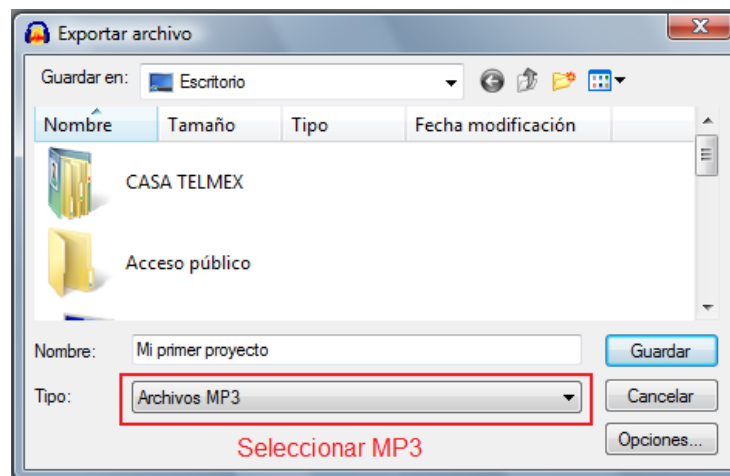 Exportar archivo
Guardar en: Escritorio
Nombre Tamaño Tipo Fecha modificación
CASA TELMEX
Acceso público
Nombre: Mi primer proyecto Guardar
Tipo: Archivos MP3 Cancelar
Seleccionar MP3 Opciones...